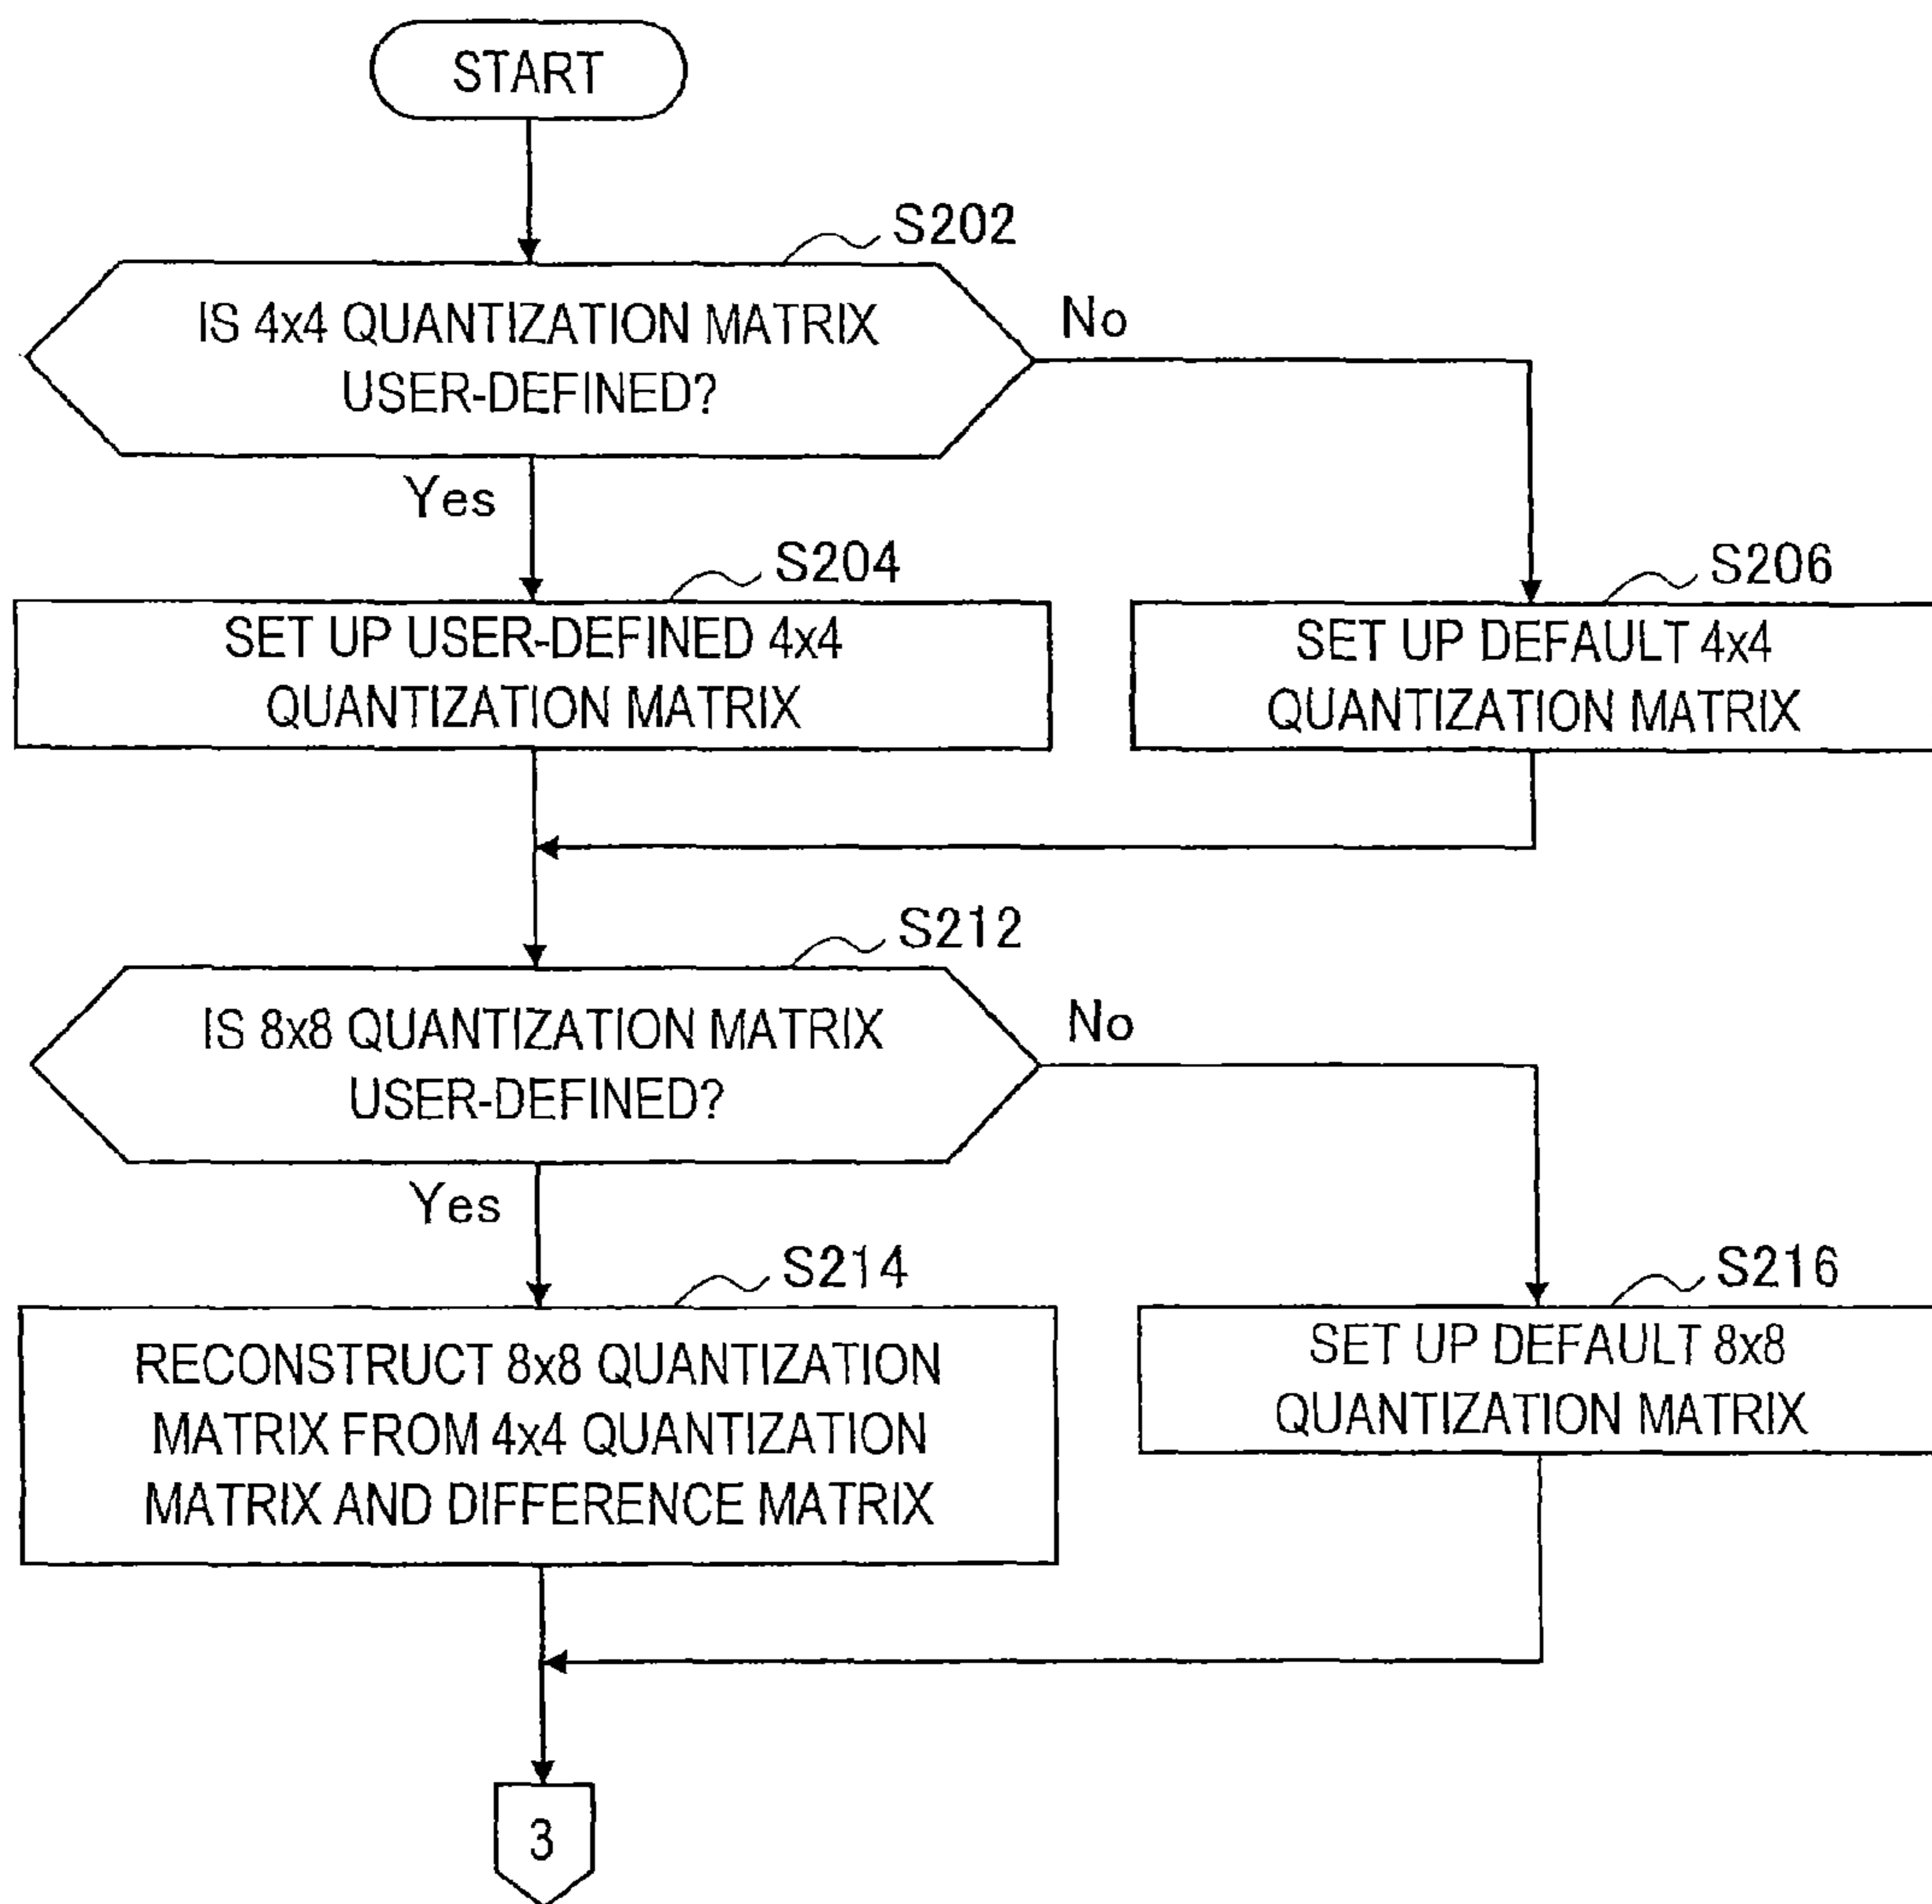 START
S202
IS 4x4 QUANTIZATION MATRIX
USER-DEFINED?
No
Yes
S204
SET UP USER-DEFINED 4x4
QUANTIZATION MATRIX
S206
SET UP DEFAULT 4x4
QUANTIZATION MATRIX
S212
IS 8x8 QUANTIZATION MATRIX
USER-DEFINED?
No
Yes
S214
RECONSTRUCT 8x8 QUANTIZATION
MATRIX FROM 4x4 QUANTIZATION
MATRIX AND DIFFERENCE MATRIX
S216
SET UP DEFAULT 8x8
QUANTIZATION MATRIX
3